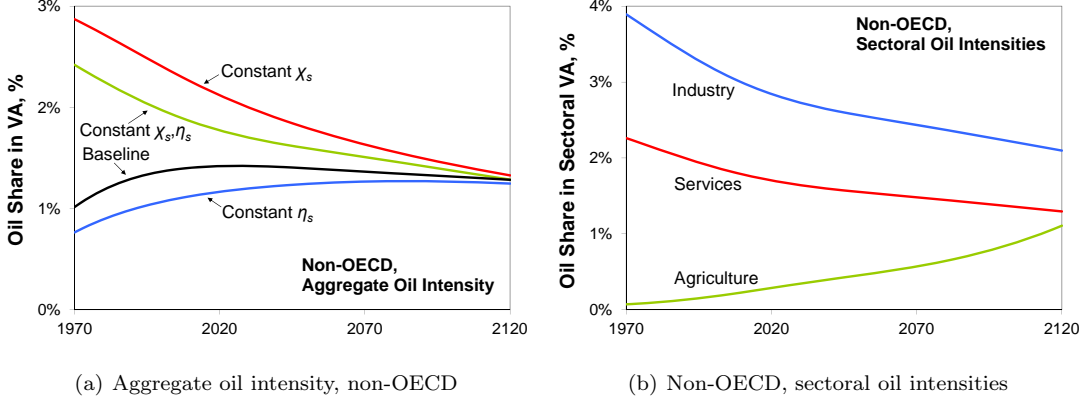 Oil Share in VA, %
3%
2%
1%
0%
1970
2020
2070
2120
Constant χs
Constant χs,ηs
Baseline
Constant ηs
Non-OECD,
Aggregate Oil Intensity
(a) Aggregate oil intensity, non-OECD
Oil Share in Sectoral VA, %
4%
3%
2%
1%
0%
1970
2020
2070
2120
Non-OECD,
Sectoral Oil Intensities
Industry
Services
Agriculture
(b) Non-OECD, sectoral oil intensities